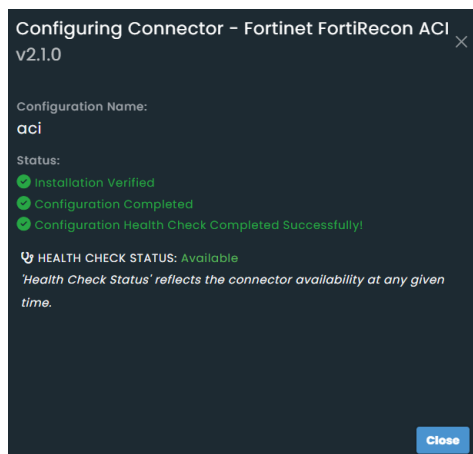 Configuring Connector - Fortinet FortiRecon ACI
v2.1.0
Configuration Name:
aci
Status:
Installation Verified
Configuration Completed
Configuration Health Check Completed Successfully!
HEALTH CHECK STATUS: Available
'Health Check Status' reflects the connector availability at any given
time.
Close